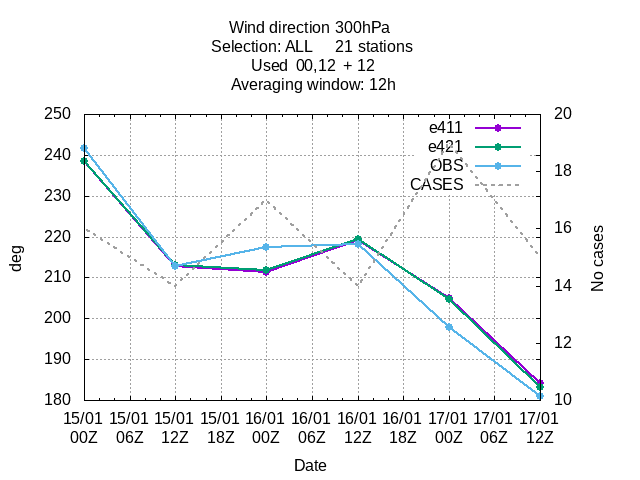 Wind direction 300hPa
Selection: ALL 21 stations
Used 00,12 + 12
Averaging window: 12h
250
240
230
220
210
200
190
180
deg
20
18
16
14
12
10
No cases
e411
e421
OBS
CASES
15/01 15/01 15/01 15/01 16/01 16/01 16/01 16/01 17/01 17/01 17/01
00Z 06Z 12Z 18Z 00Z 06Z 12Z 18Z 00Z 06Z 12Z
Date